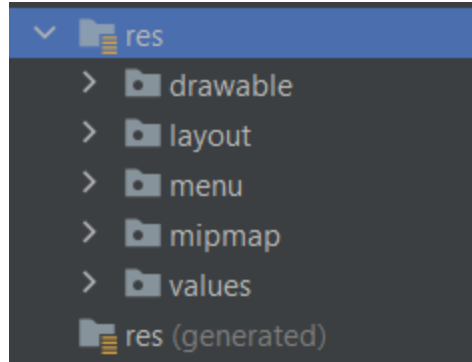 res
drawable
layout
menu
mipmap
values
res (generated)